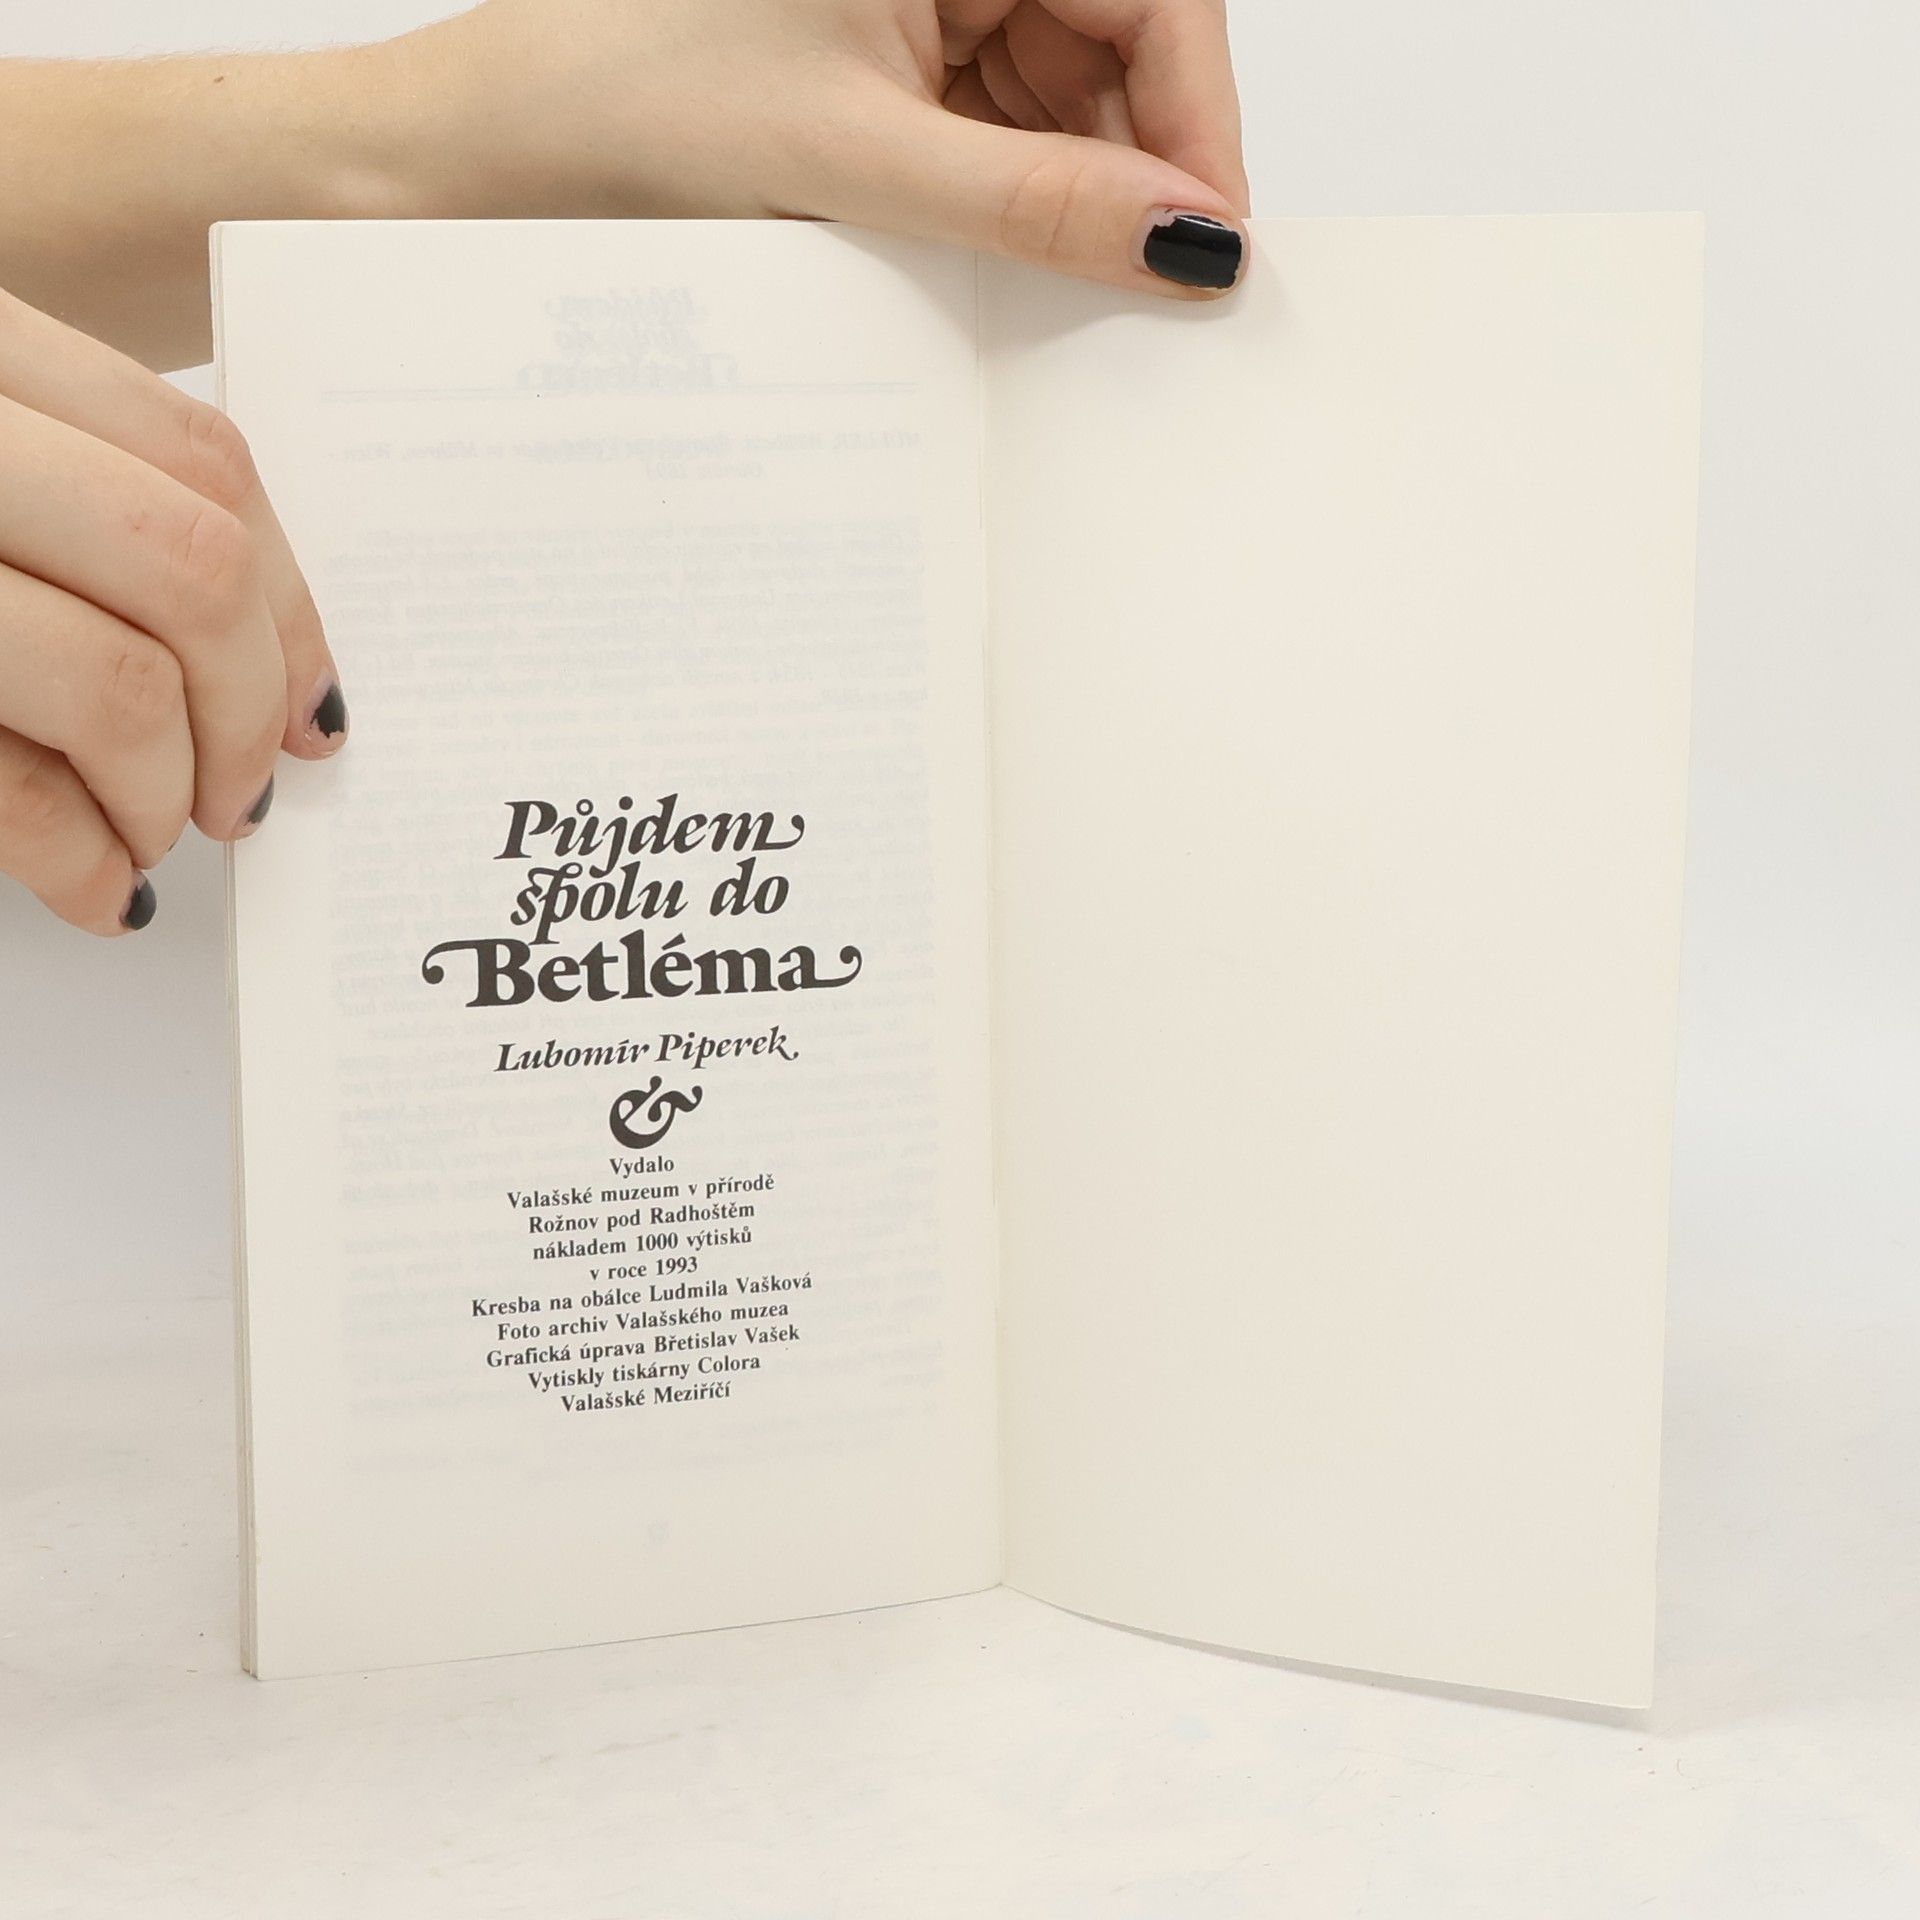 Půjdem
spolu do
Betléma
Lubomír Piperek
&
Vydalo
Valašské muzeum v přírodě
Rožnov pod Radhoštěm
nákladem 1000 výtisků
v roce 1993
Kresba na obálce Ludmila Vašková
Foto archiv Valašského muzea
Grafická úprava Břetislav Vašek
Vytiskly tiskárny Colora
Valašské Meziříčí